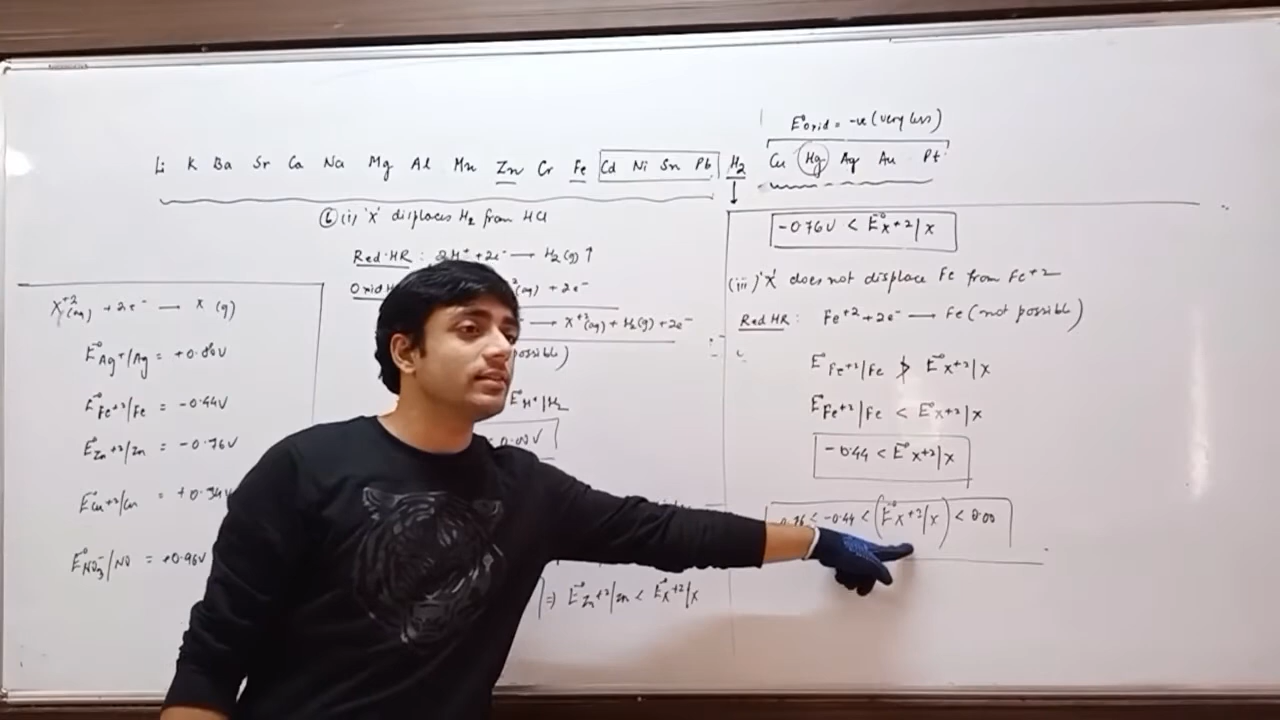 E°oxid = -ve (very less)
Li K Ba Sr Ca Na Mg Al Mn Zn Cr Fe Cd Ni Sn Pb H₂ Cu Hg Ag Au Pt
⑥ (i) 'X' displaces H₂ from HCl
Red·HR : 2H⁺ + 2e⁻ → H₂(g)↑
Oxid H
(aq) + 2e⁻
→ X⁺²(aq) + H₂(g) + 2e⁻
ossible)
E°H⁺|H₂
0.00V
⇒ E°Zn⁺²/Zn < E°X⁺²/X
X⁺²(aq) + 2e⁻ → X (g)
E°Ag⁺/Ag = +0.80V
E°Fe⁺²/Fe = -0.44V
E°Zn⁺²/Zn = -0.76V
E°Cu⁺²/Cu = +0.34V
E°NO₃⁻/NO = +0.96V
-0.76V < E°X⁺²|X
(iii) 'X' does not displace Fe from Fe⁺²
Red HR : Fe⁺² + 2e⁻ → Fe (not possible)
E°Fe⁺²|Fe ≯ E°X⁺²|X
E°Fe⁺²|Fe < E°X⁺²|X
-0.44 < E°X⁺²|X
.76 < -0.44 < (E°X⁺²|X) < 0.00